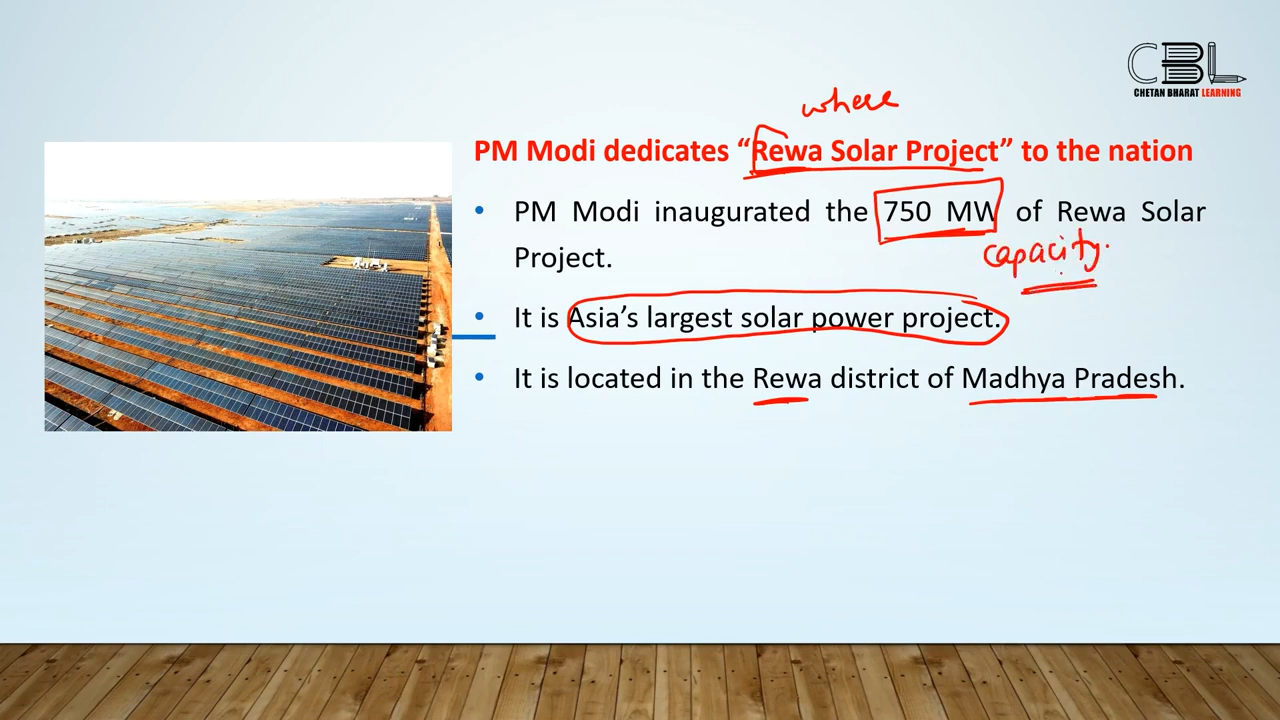 CBL
CHETAN BHARAT LEARNING
where
PM Modi dedicates “Rewa Solar Project” to the nation
• PM Modi inaugurated the 750 MW of Rewa Solar
Project.
capacity.
• It is Asia’s largest solar power project.
• It is located in the Rewa district of Madhya Pradesh.